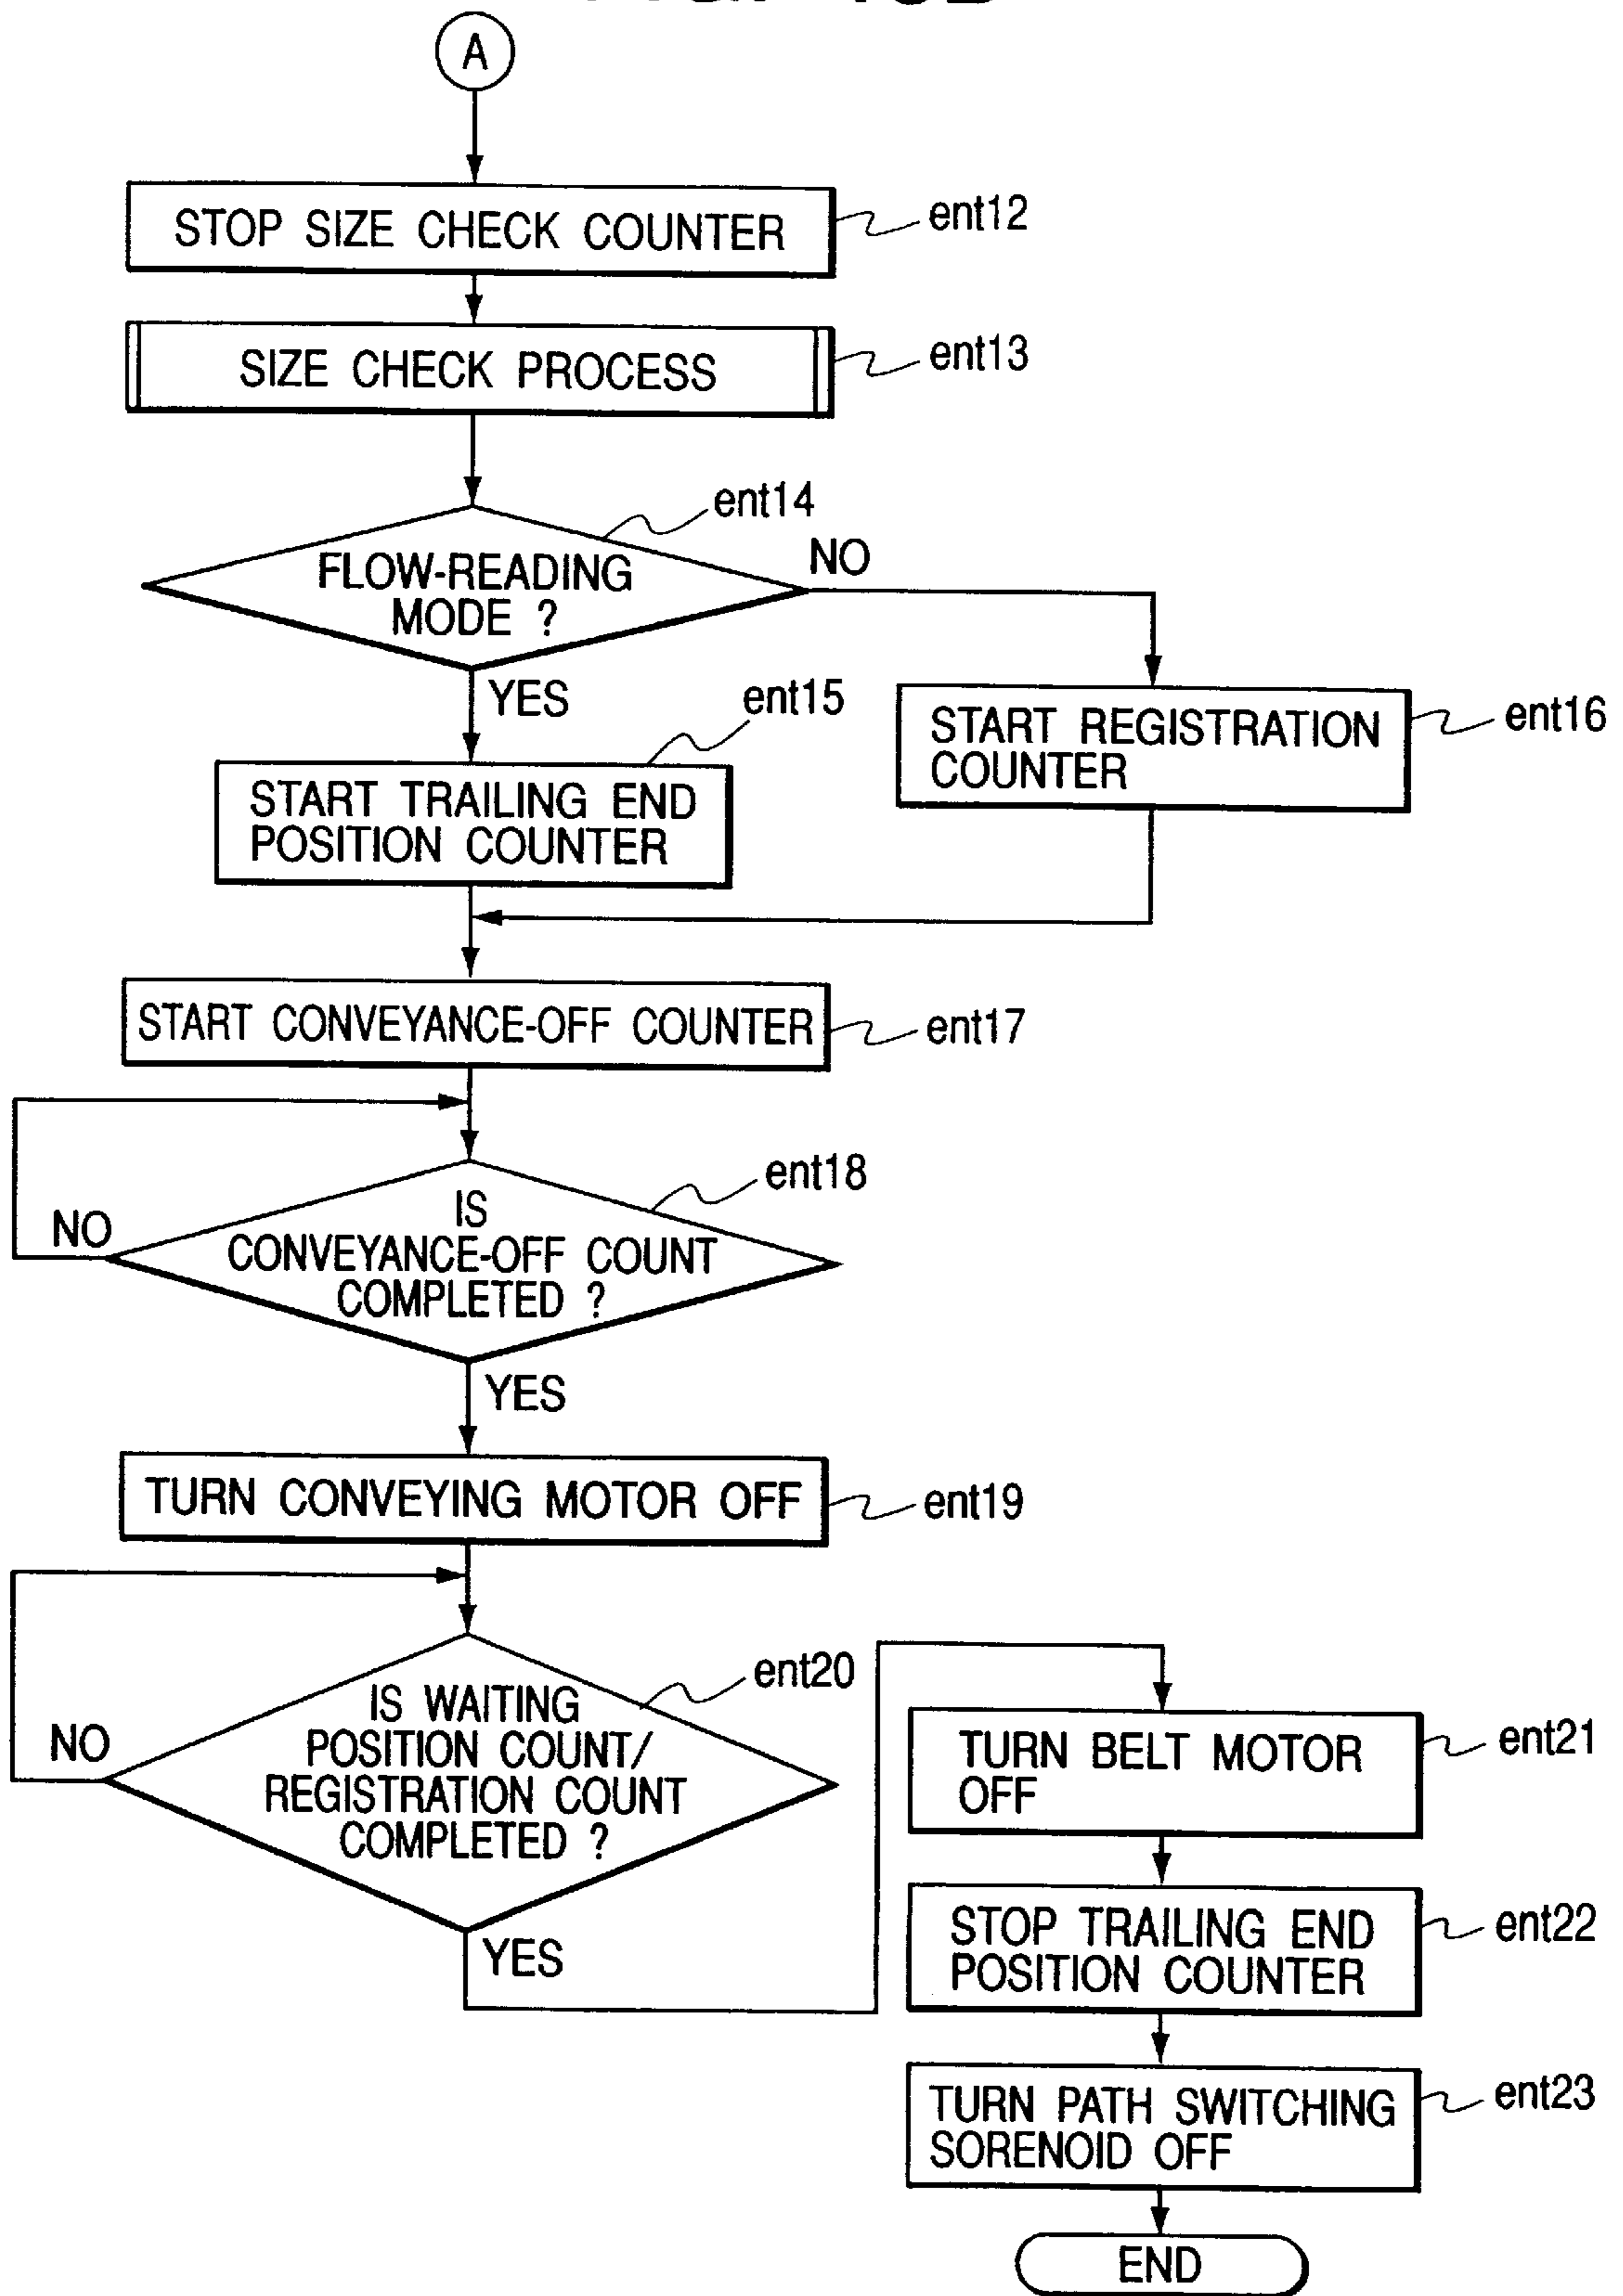 A
STOP SIZE CHECK COUNTER
ent12
SIZE CHECK PROCESS
ent13
ent14
FLOW-READING
MODE ?
NO
YES
ent15
START TRAILING END
POSITION COUNTER
START REGISTRATION
COUNTER
ent16
START CONVEYANCE-OFF COUNTER
ent17
ent18
IS
CONVEYANCE-OFF COUNT
COMPLETED ?
NO
YES
TURN CONVEYING MOTOR OFF
ent19
ent20
IS WAITING
POSITION COUNT/
REGISTRATION COUNT
COMPLETED ?
NO
YES
TURN BELT MOTOR
OFF
ent21
STOP TRAILING END
POSITION COUNTER
ent22
TURN PATH SWITCHING
SORENOID OFF
ent23
END